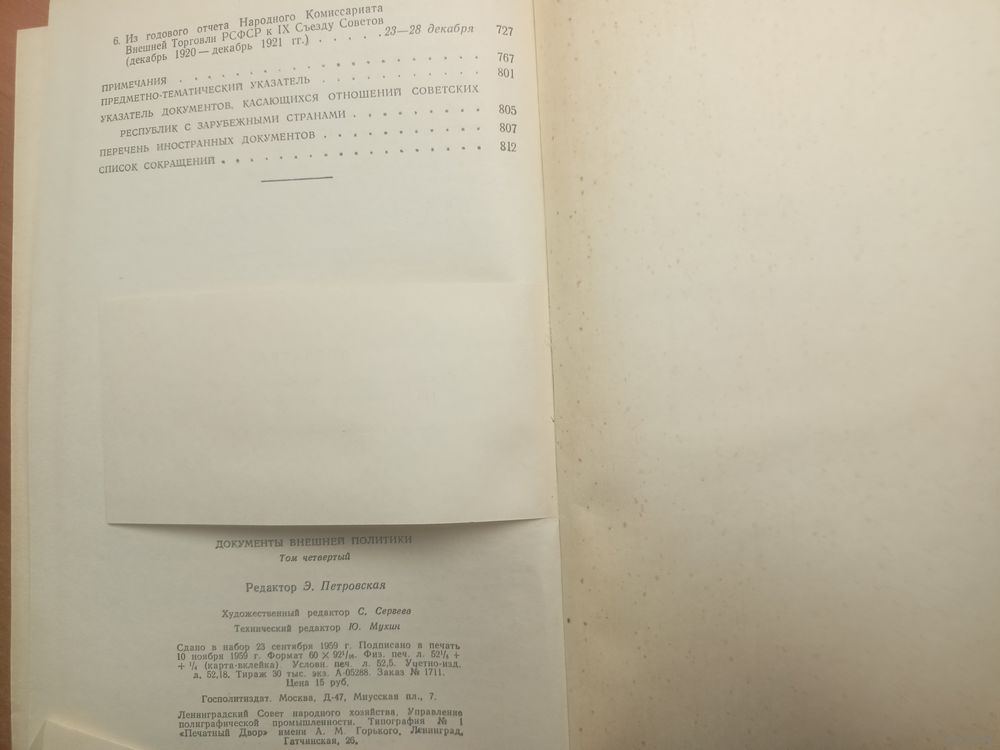 6. Из годового отчета Народного Комиссариата
Внешней Торговли РСФСР к IX Съезду Советов
(декабрь 1920 — декабрь 1921 гг.) . . . . . 23—28 декабря 727
ПРИМЕЧАНИЯ . . . . . . . . . . . . . . . 767
ПРЕДМЕТНО-ТЕМАТИЧЕСКИЙ УКАЗАТЕЛЬ . . . . . . . . 801
УКАЗАТЕЛЬ ДОКУМЕНТОВ, КАСАЮЩИХСЯ ОТНОШЕНИЙ СОВЕТСКИХ
РЕСПУБЛИК С ЗАРУБЕЖНЫМИ СТРАНАМИ . . . . . . . 805
ПЕРЕЧЕНЬ ИНОСТРАННЫХ ДОКУМЕНТОВ . . . . . . . . 807
СПИСОК СОКРАЩЕНИЙ . . . . . . . . . . . . . 812
ДОКУМЕНТЫ ВНЕШНЕЙ ПОЛИТИКИ
Том четвертый
Редактор Э. Петровская
Художественный редактор С. Сергеев
Технический редактор Ю. Мухин
Сдано в набор 23 сентября 1959 г. Подписано в печать
10 ноября 1959 г. Формат 60 × 92¹/₁₆. Физ. печ. л. 52¹/₄ +
+ ¹/₄ (карта-вклейка). Условн. печ. л. 52,5. Учетно-изд.
л. 52,18. Тираж 30 тыс. экз. А-05288. Заказ № 1711.
Цена 15 руб.
Госполитиздат. Москва, Д-47, Миусская пл., 7.
Ленинградский Совет народного хозяйства. Управление
полиграфической промышленности. Типография № 1
«Печатный Двор» имени А. М. Горького. Ленинград,
Гатчинская, 26.